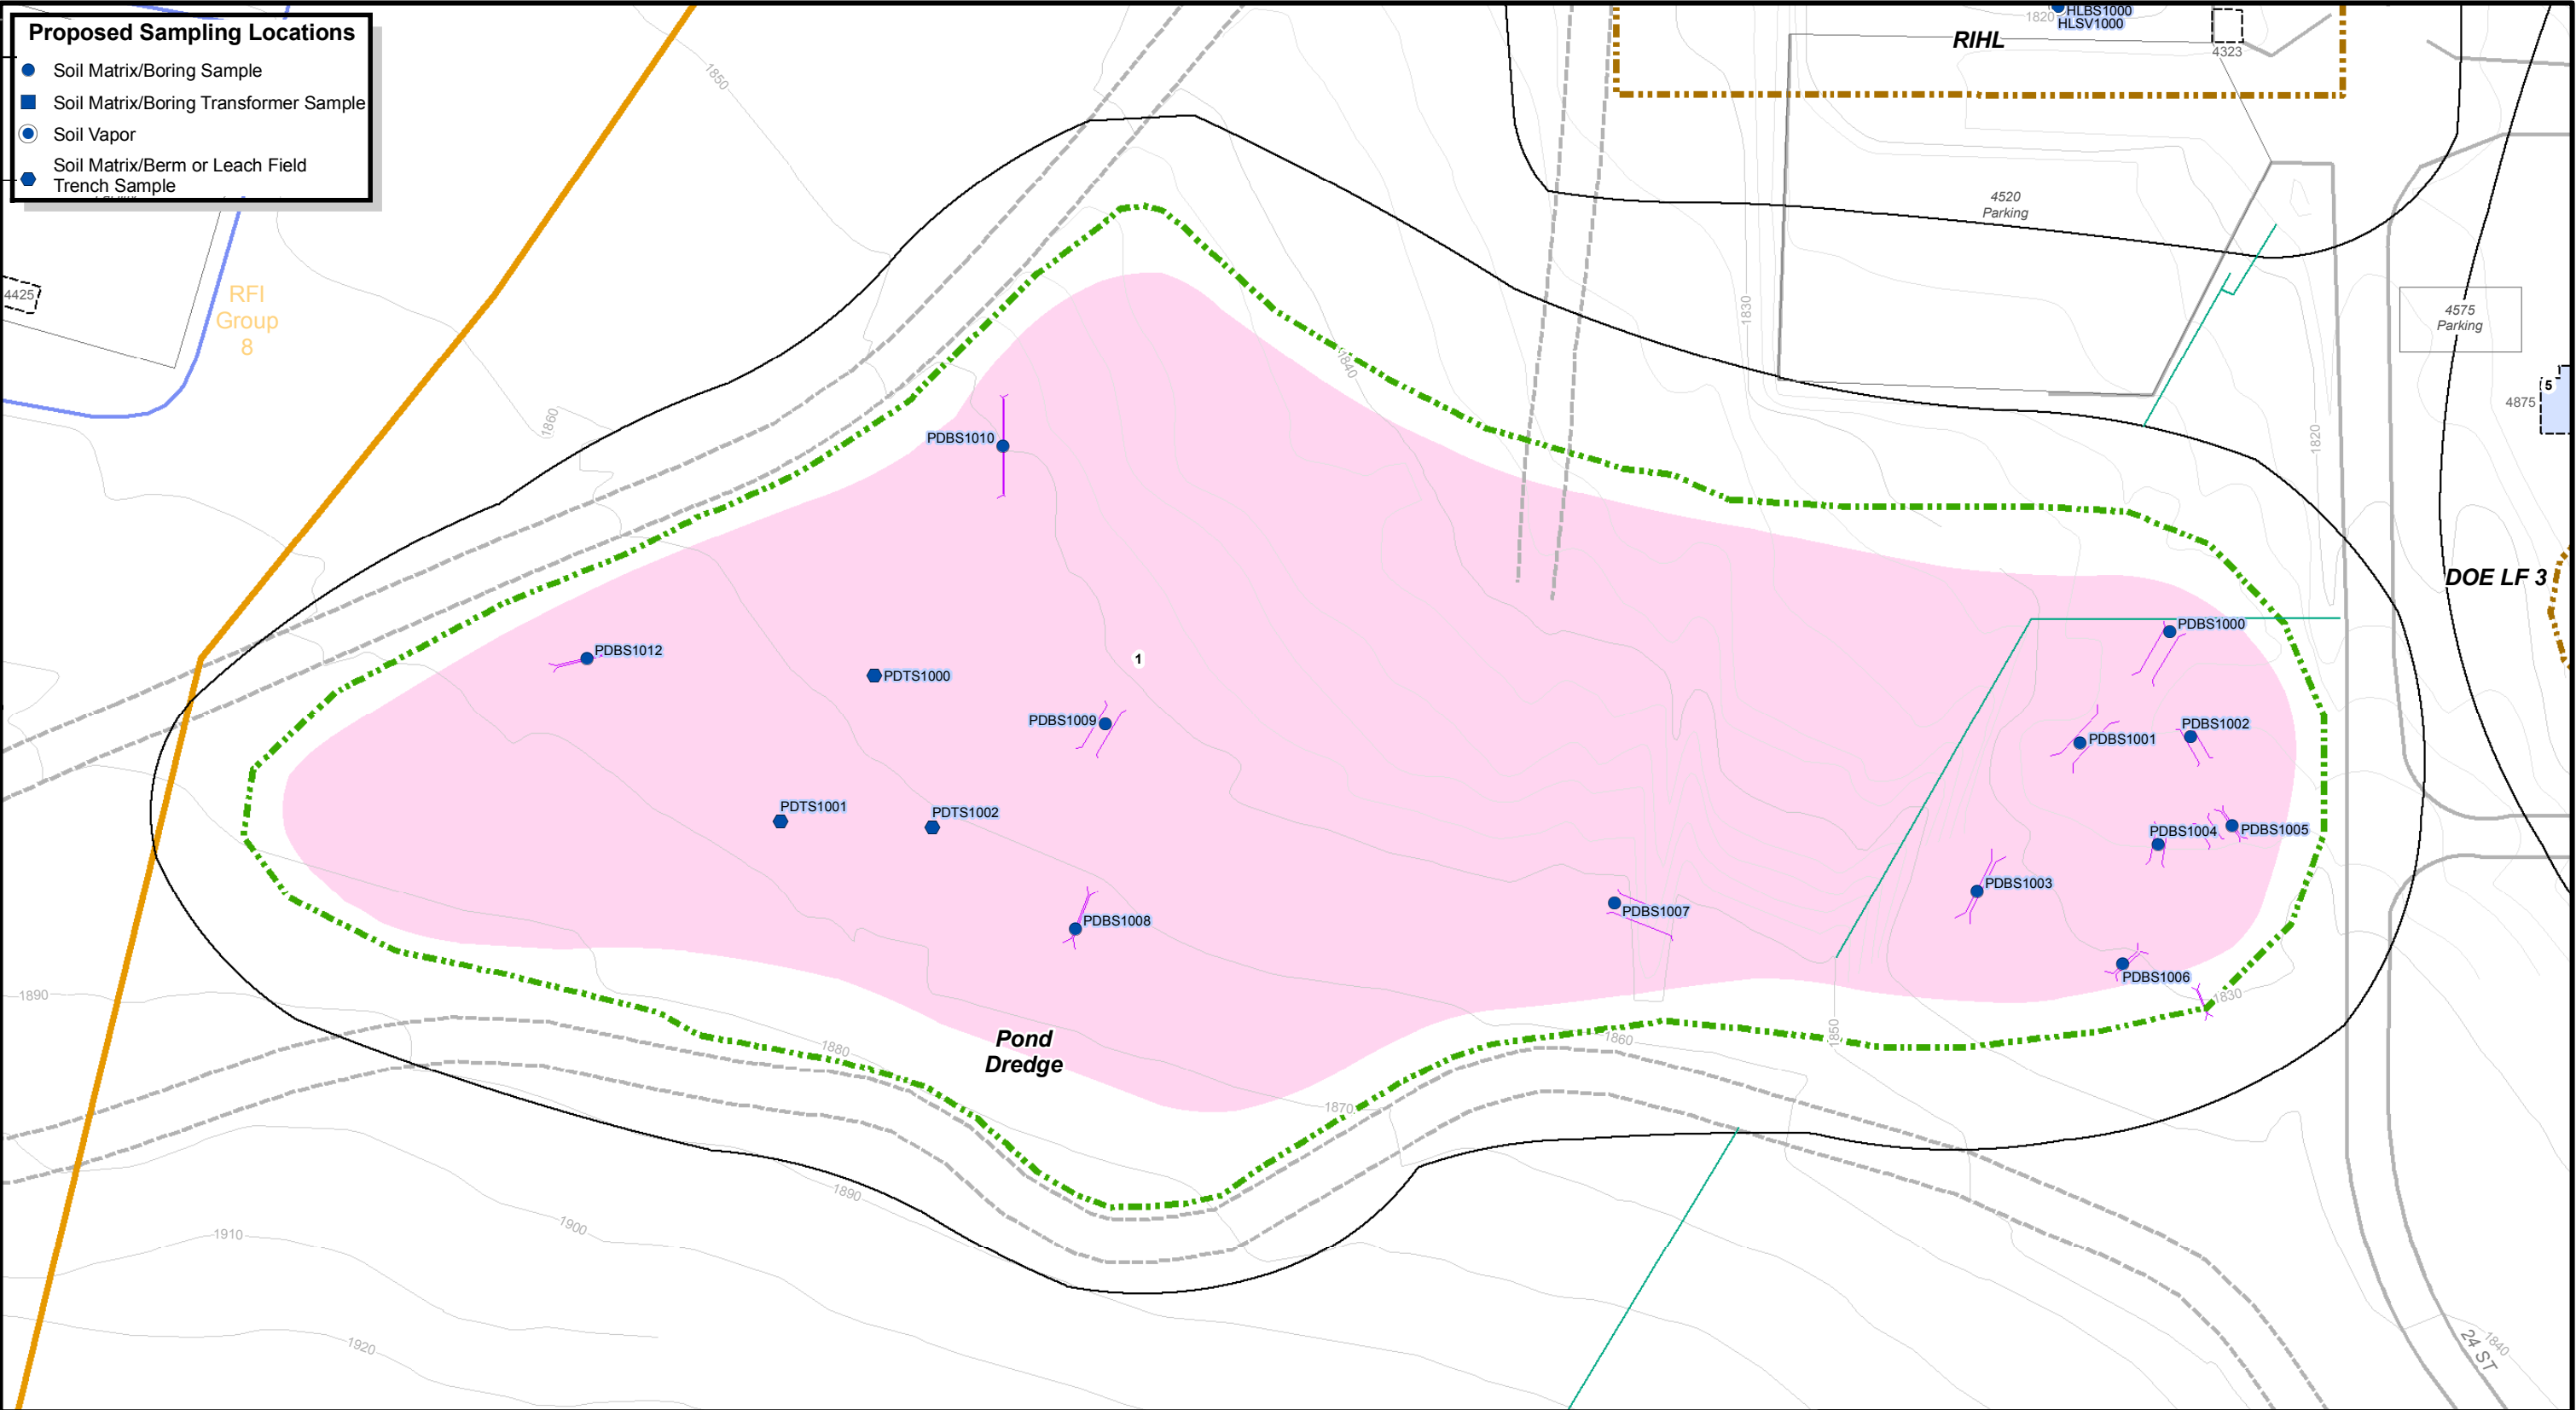 Proposed Sampling Locations
Soil Matrix/Boring Sample
Soil Matrix/Boring Transformer Sample
Soil Vapor
Soil Matrix/Berm or Leach Field
Trench Sample
HLBS1000
HLSV1000
1820
RIHL
4323
1850
4520
Parking
4425
RFI
Group
8
1830
4575
Parking
1840
5
4875
1860
1820
PDBS1010
DOE LF 3
PDBS1000
PDBS1012
1
PDTS1000
PDBS1009
PDBS1002
PDBS1001
PDTS1001
PDTS1002
PDBS1004
PDBS1005
PDBS1003
PDBS1007
PDBS1008
PDBS1006
1890
1830
Pond
Dredge
1850
1860
1880
1870
1890
1900
1910
1920
24 ST
1840